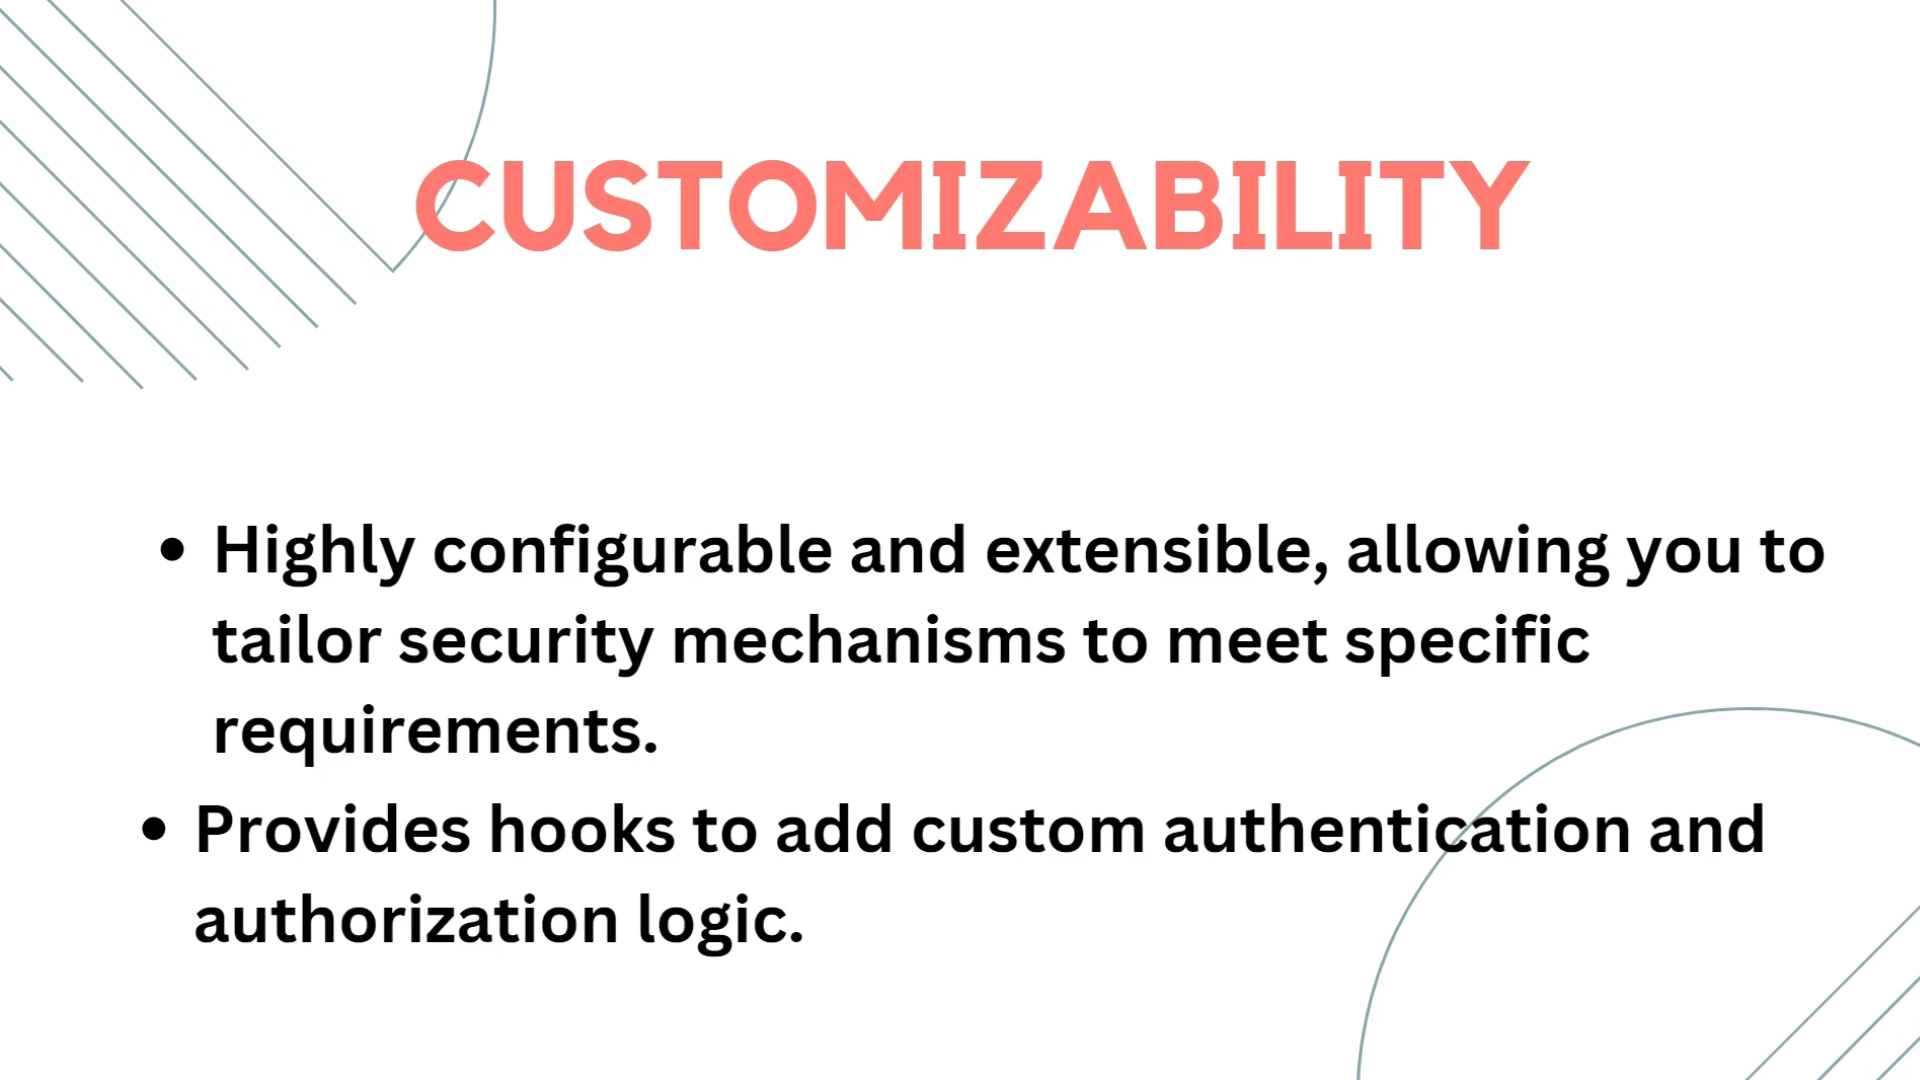 CUSTOMIZABILITY
• Highly configurable and extensible, allowing you to
tailor security mechanisms to meet specific
requirements.
• Provides hooks to add custom authentication and
authorization logic.